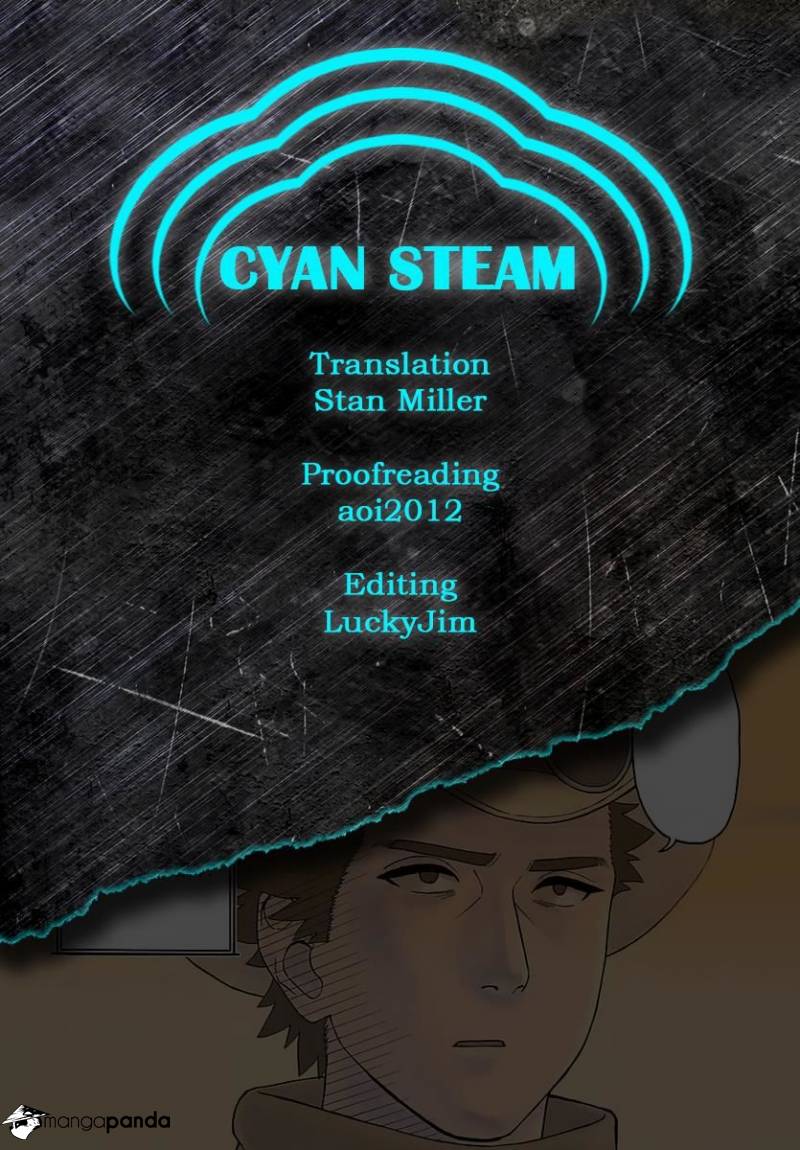 CYAN STEAM
Translation
Stan Miller
Proofreading
aoi2012
Editing
LuckyJim
mangapanda